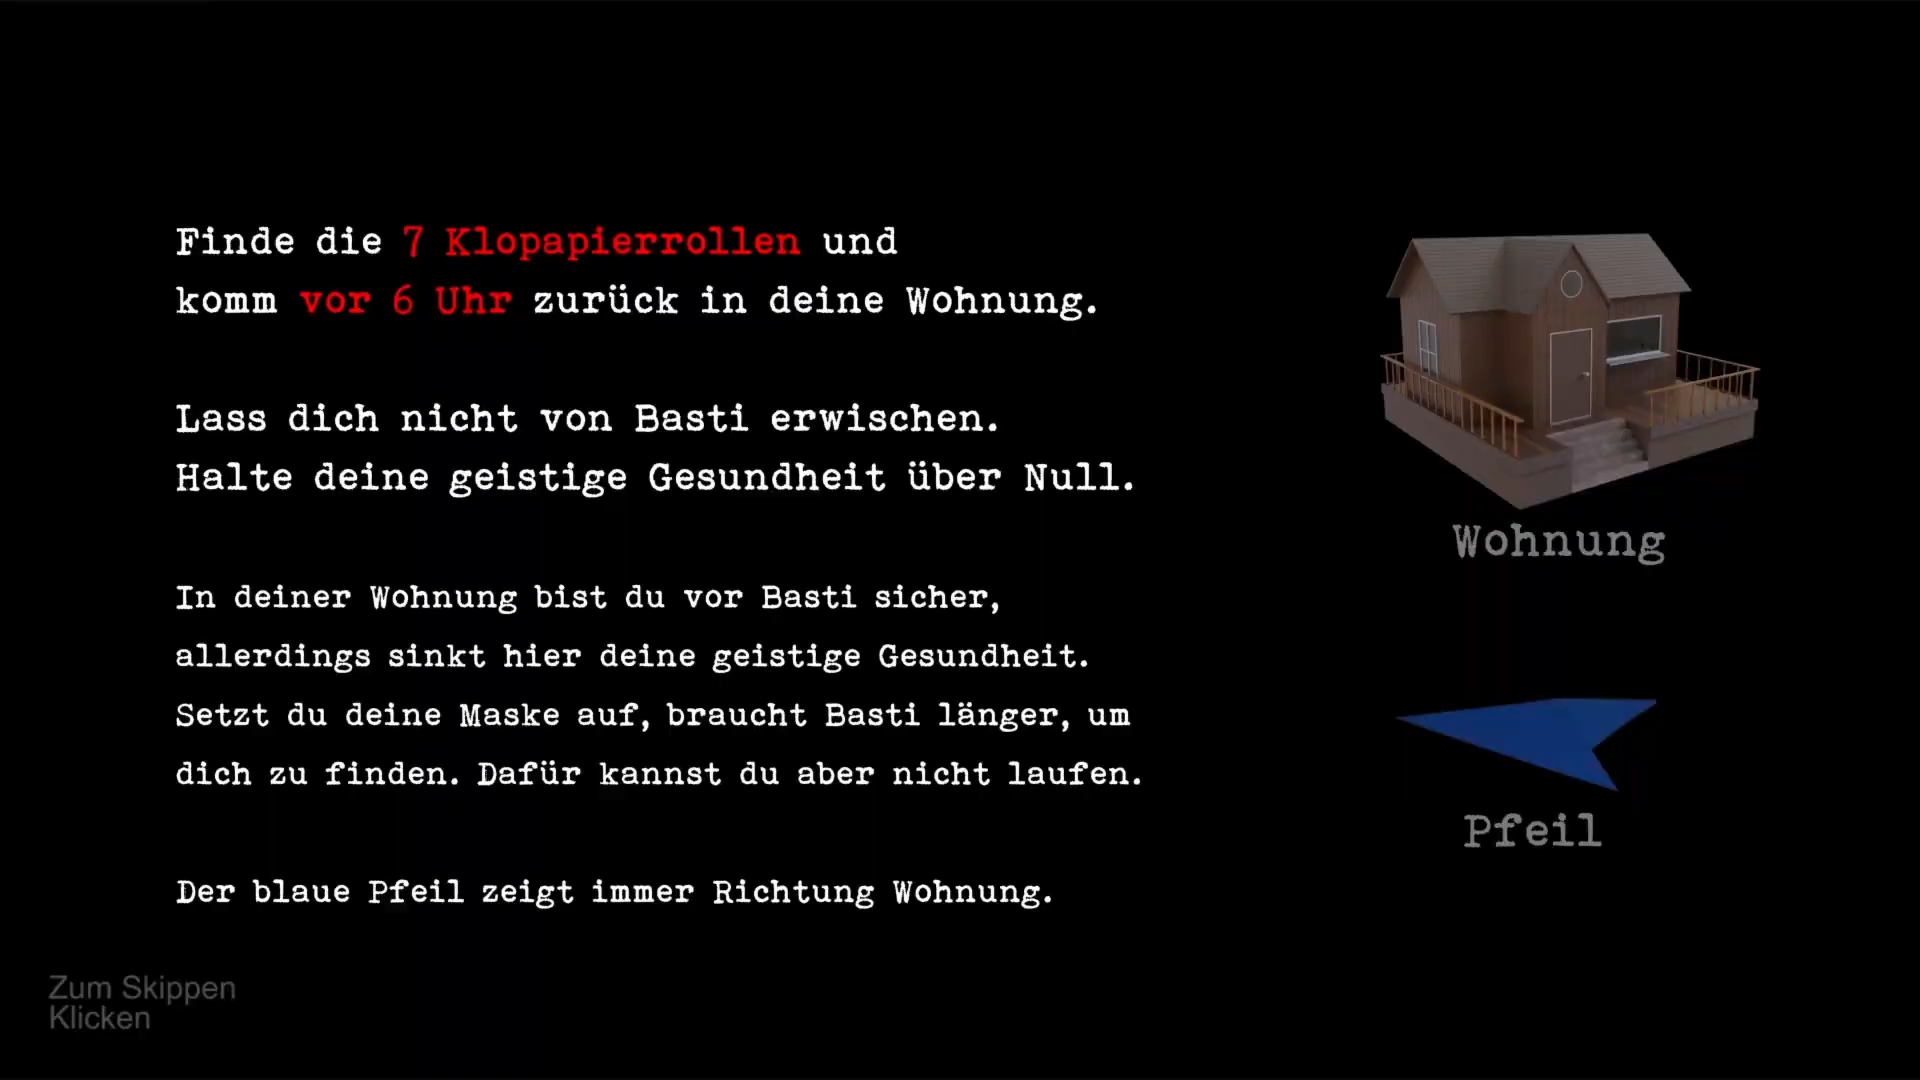 Finde die 7 Klopapierrollen und
komm vor 6 Uhr zurück in deine Wohnung.
Lass dich nicht von Basti erwischen.
Halte deine geistige Gesundheit über Null.
In deiner Wohnung bist du vor Basti sicher,
allerdings sinkt hier deine geistige Gesundheit.
Setzt du deine Maske auf, braucht Basti länger, um
dich zu finden. Dafür kannst du aber nicht laufen.
Der blaue Pfeil zeigt immer Richtung Wohnung.
Wohnung
Pfeil
Zum Skippen
Klicken